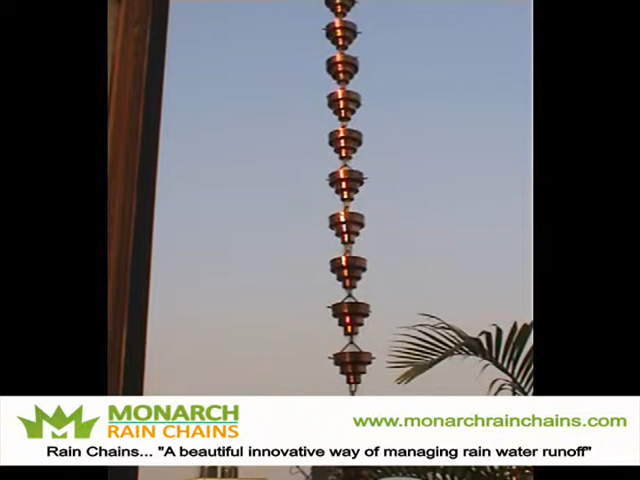 MONARCH
RAIN CHAINS
www.monarchrainchains.com
Rain Chains... "A beautiful innovative way of managing rain water runoff"